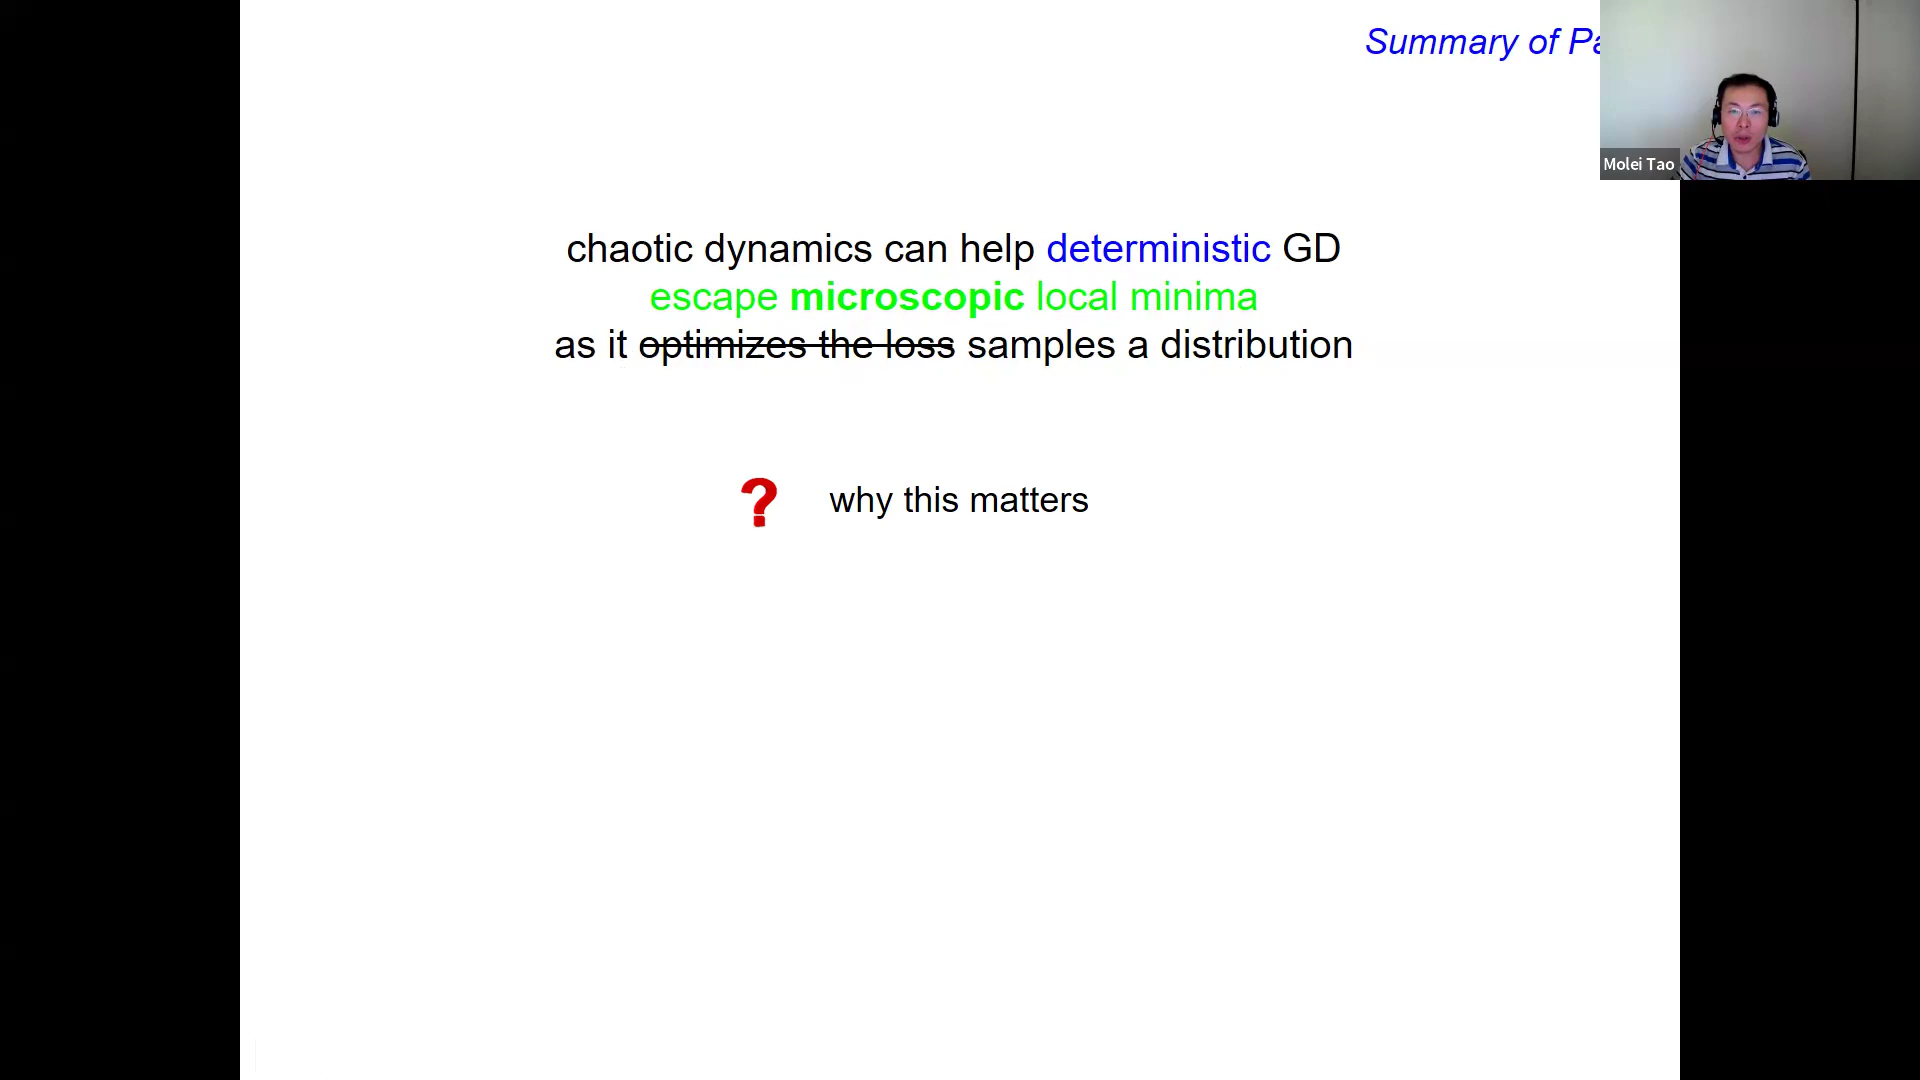 Summary of
Molei Tao
chaotic dynamics can help deterministic GD
escape microscopic local minima
as it optimizes the loss samples a distribution
? why this matters